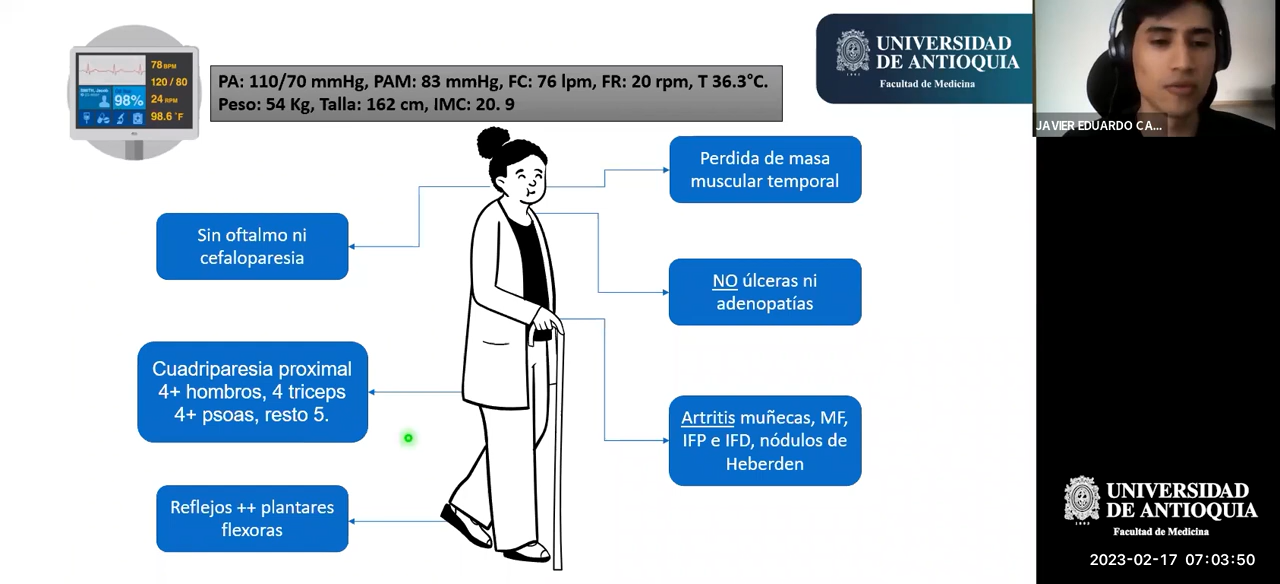 78 BPM
120 / 80
98%
24 RPM
98.6 °F
PA: 110/70 mmHg, PAM: 83 mmHg, FC: 76 lpm, FR: 20 rpm, T 36.3°C.
Peso: 54 Kg, Talla: 162 cm, IMC: 20. 9
UNIVERSIDAD
DE ANTIOQUIA
1803
Facultad de Medicina
JAVIER EDUARDO CA...
Perdida de masa
muscular temporal
Sin oftalmo ni
cefaloparesia
NO úlceras ni
adenopatías
Cuadriparesia proximal
4+ hombros, 4 triceps
4+ psoas, resto 5.
Artritis muñecas, MF,
IFP e IFD, nódulos de
Heberden
Reflejos ++ plantares
flexoras
UNIVERSIDAD
DE ANTIOQUIA
1803
Facultad de Medicina
2023-02-17 07:03:50